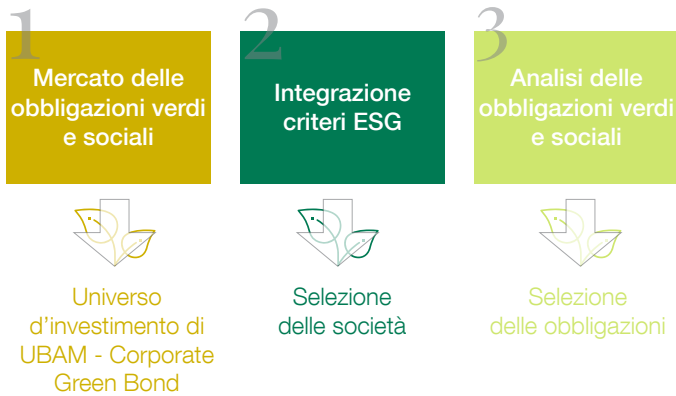 1
Mercato delle
obbligazioni verdi
e sociali
Universo
d’investimento di
UBAM - Corporate
Green Bond
2
Integrazione
criteri ESG
Selezione
delle società
3
Analisi delle
obbligazioni verdi
e sociali
Selezione
delle obbligazioni